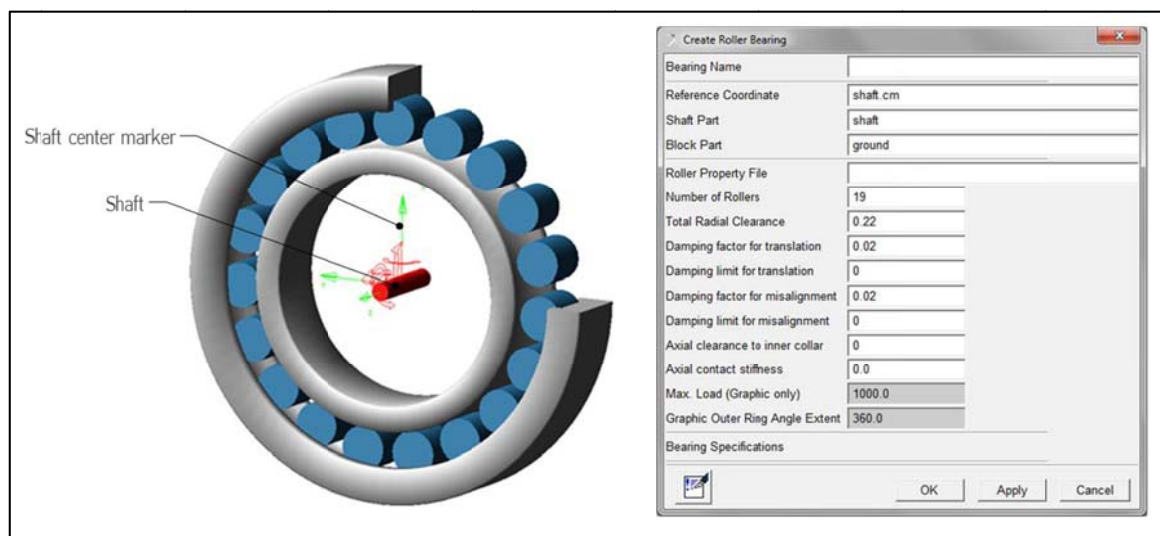 Shaft center marker
Shaft
Create Roller Bearing
Bearing Name
Reference Coordinate shaft.cm
Shaft Part shaft
Block Part ground
Roller Property File
Number of Rollers 19
Total Radial Clearance 0.22
Damping factor for translation 0.02
Damping limit for translation 0
Damping factor for misalignment 0.02
Damping limit for misalignment 0
Axial clearance to inner collar 0
Axial contact stiffness 0.0
Max. Load (Graphic only) 1000.0
Graphic Outer Ring Angle Extent 360.0
Bearing Specifications
OK Apply Cancel